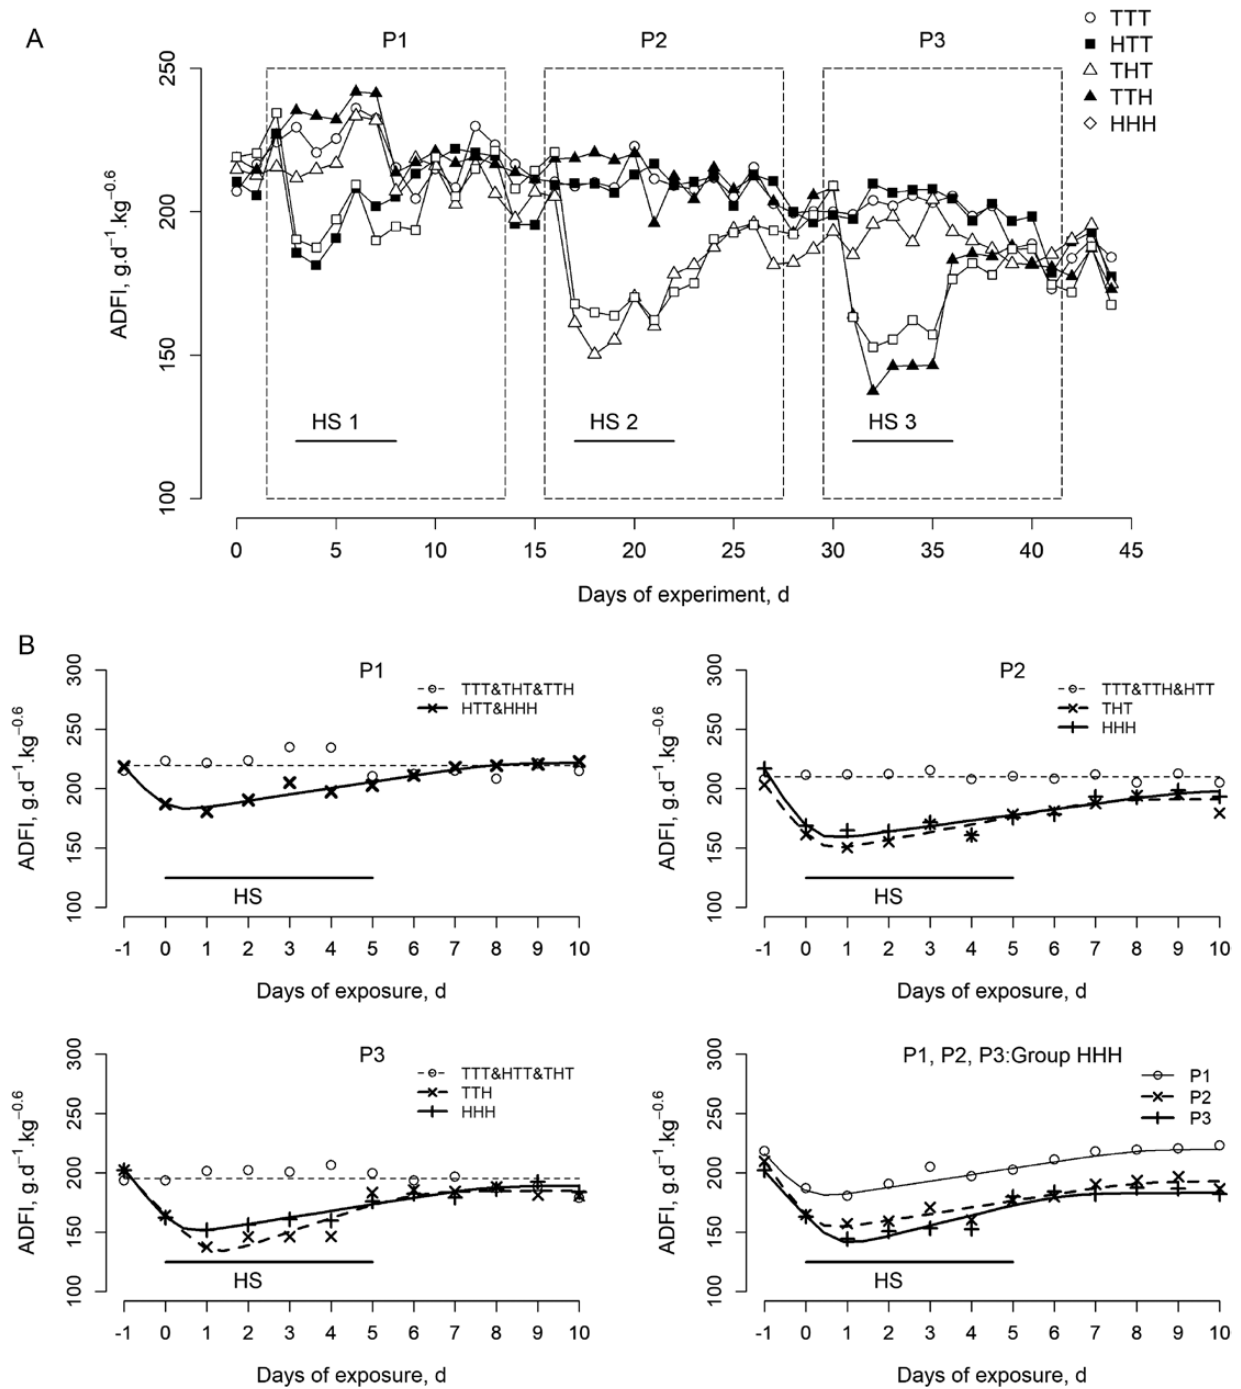 A
P1
P2
P3
TTT
HTT
THT
TTH
HHH
ADFI, g.d⁻¹.kg⁻⁰·⁶
250
200
150
100
HS 1
HS 2
HS 3
0 5 10 15 20 25 30 35 40 45
Days of experiment, d
B
P1
TTT&THT&TTH
HTT&HHH
ADFI, g.d⁻¹.kg⁻⁰·⁶
300
250
200
150
100
HS
-1 0 1 2 3 4 5 6 7 8 9 10
Days of exposure, d
P2
TTT&TTH&HTT
THT
HHH
ADFI, g.d⁻¹.kg⁻⁰·⁶
300
250
200
150
100
HS
-1 0 1 2 3 4 5 6 7 8 9 10
Days of exposure, d
P3
TTT&HTT&THT
TTH
HHH
ADFI, g.d⁻¹.kg⁻⁰·⁶
300
250
200
150
100
HS
-1 0 1 2 3 4 5 6 7 8 9 10
Days of exposure, d
P1, P2, P3:Group HHH
P1
P2
P3
ADFI, g.d⁻¹.kg⁻⁰·⁶
300
250
200
150
100
HS
-1 0 1 2 3 4 5 6 7 8 9 10
Days of exposure, d